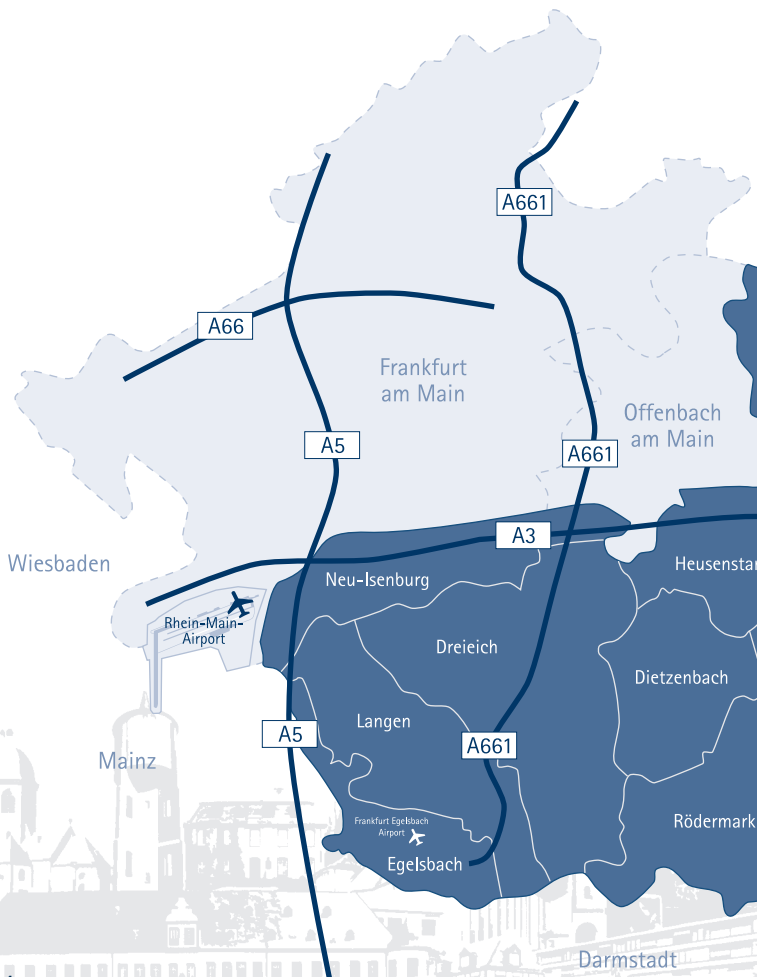 A661
A66
Frankfurt
am Main
Offenbach
am Main
A5
A661
A3
Wiesbaden
Heusenstam
Neu-Isenburg
Rhein-Main-
Airport
Dreieich
Dietzenbach
Langen
A5
A661
Mainz
Frankfurt Egelsbach
Airport
Rödermark
Egelsbach
Darmstadt